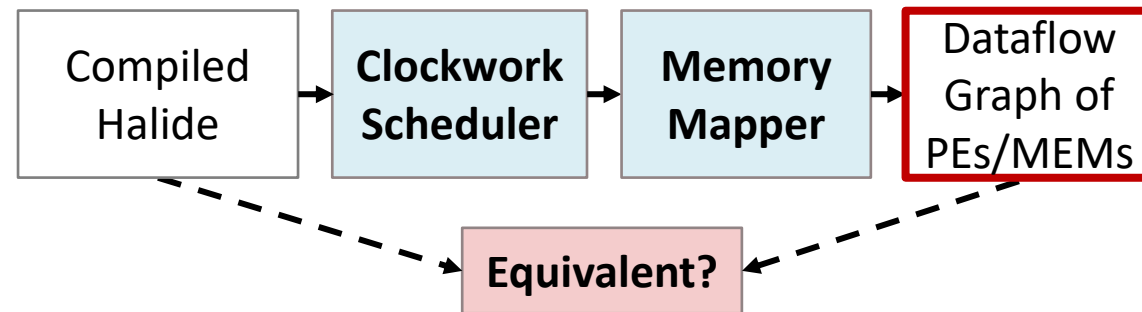 Compiled
Halide
Clockwork
Scheduler
Memory
Mapper
Dataflow
Graph of
PEs/MEMs
Equivalent?